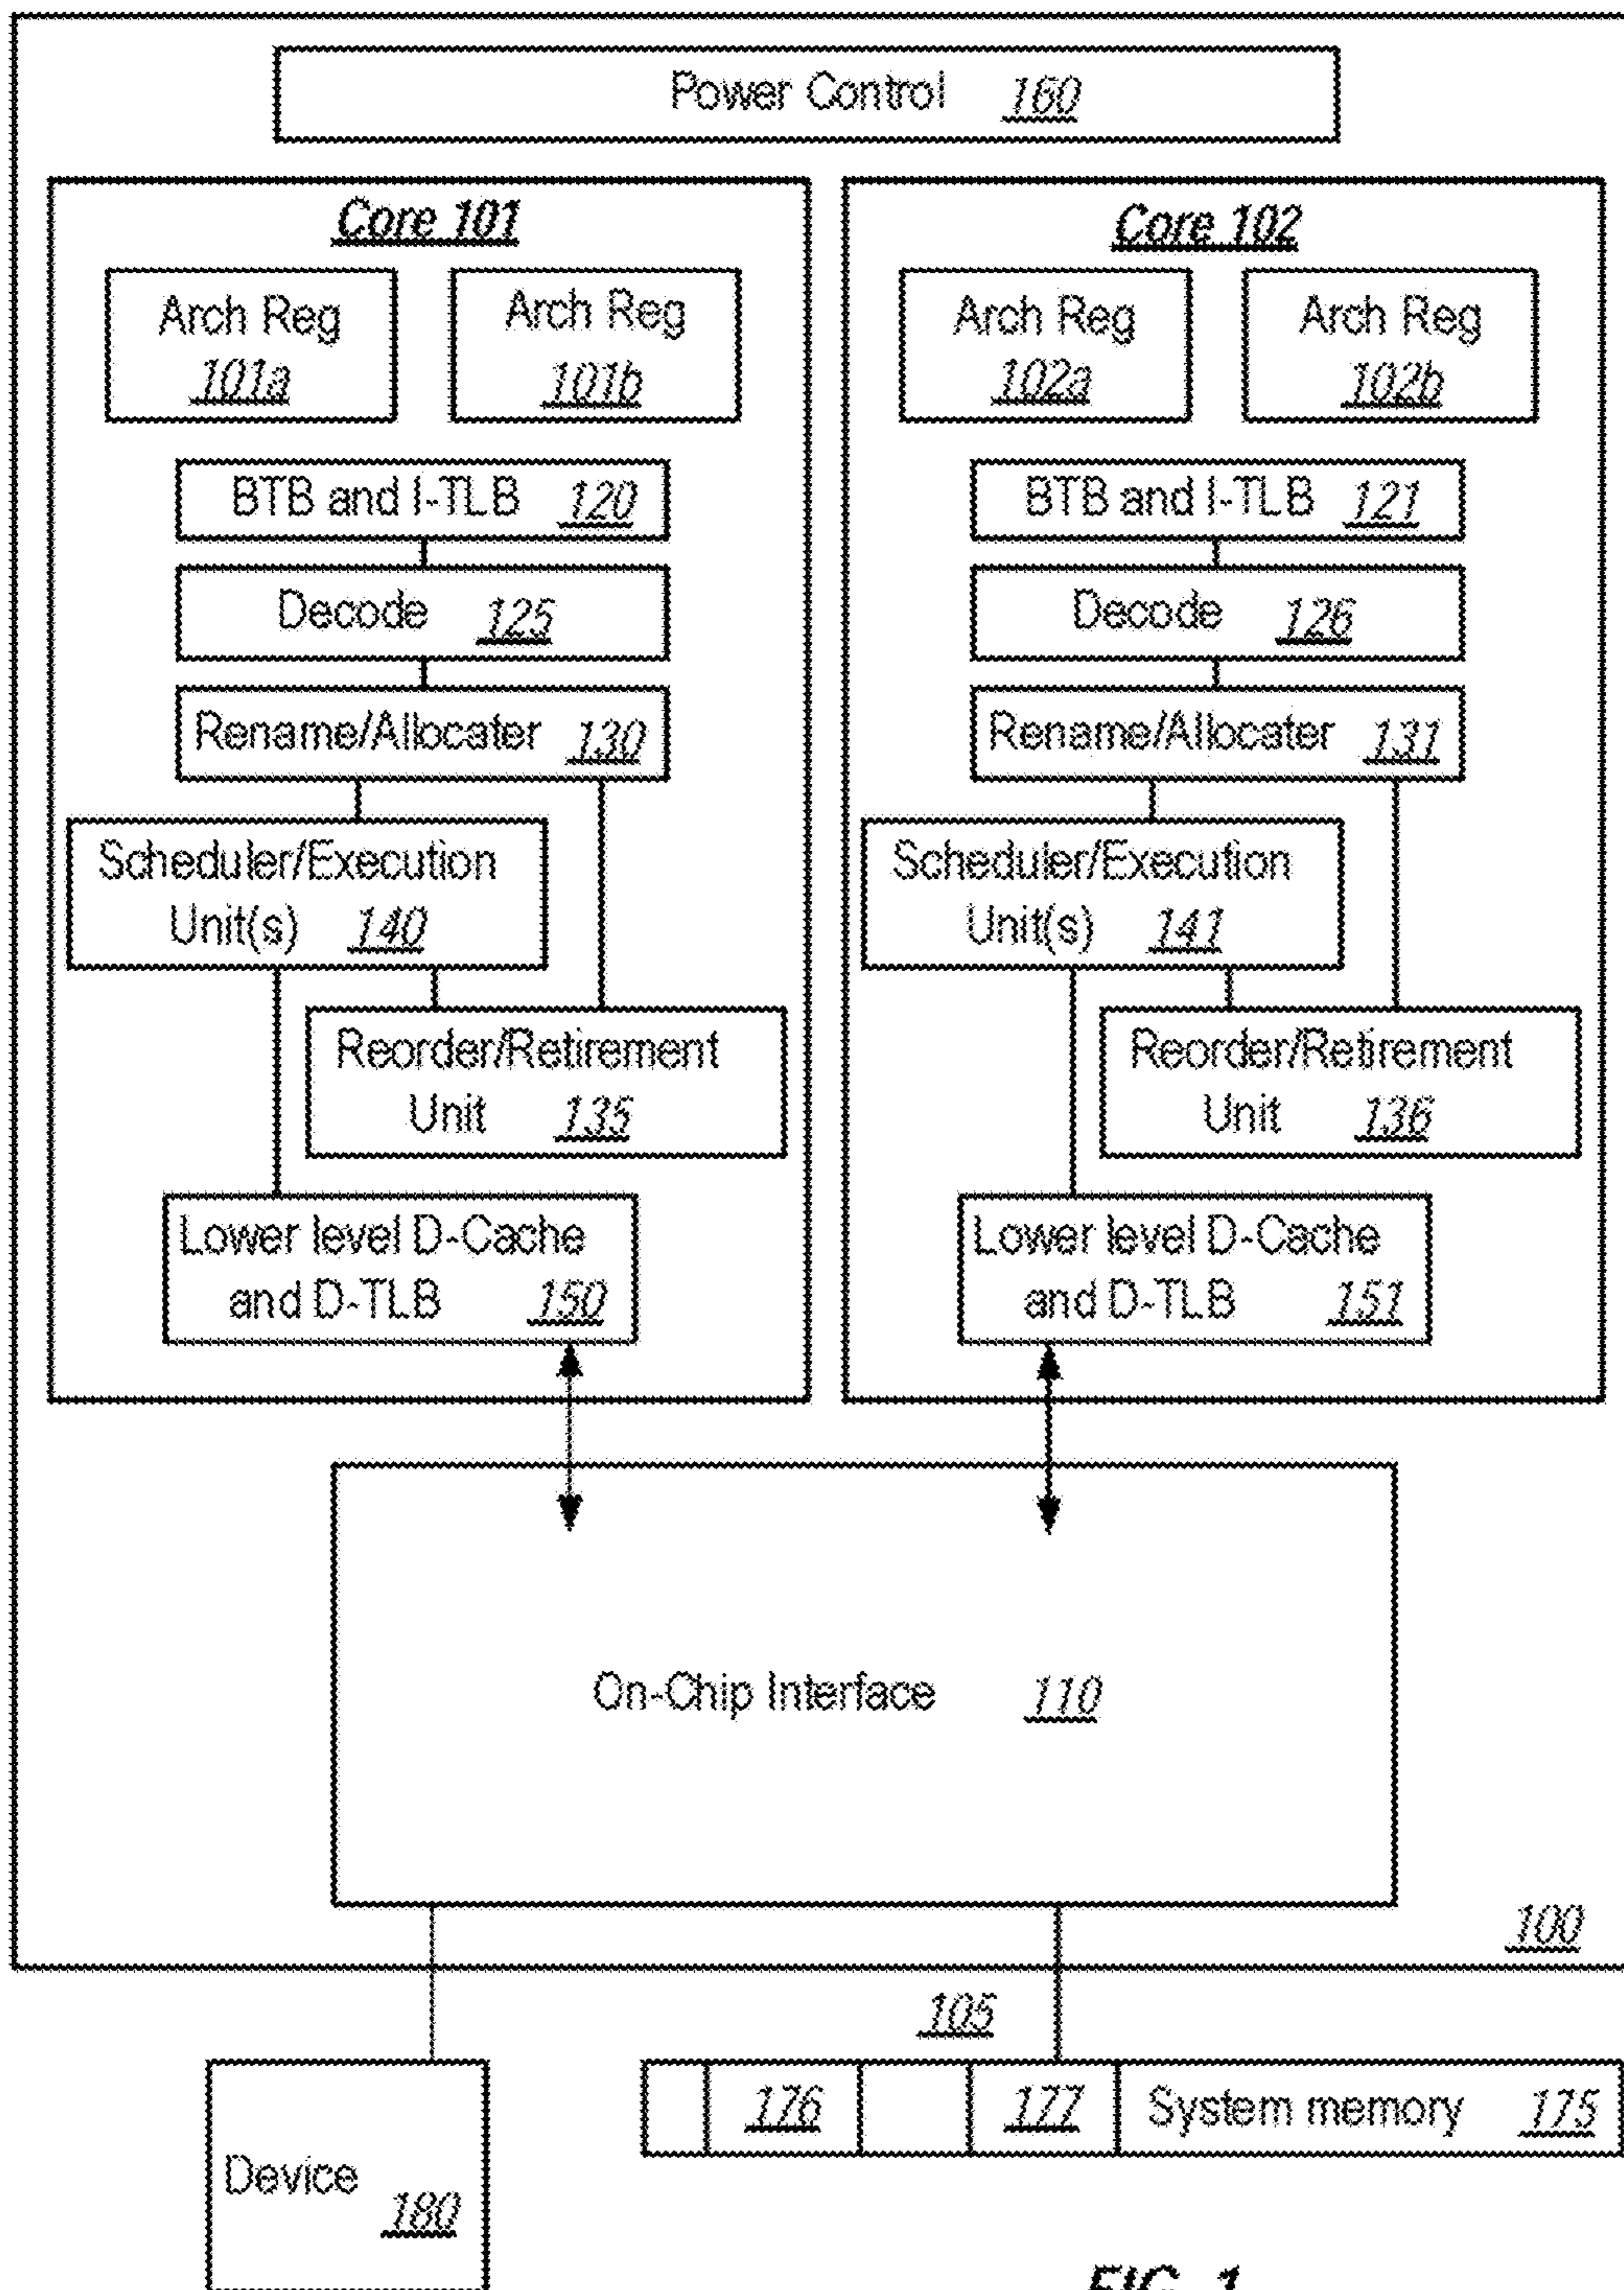 Power Control 160
Core 101
Arch Reg
101a
Arch Reg
101b
BTB and I-TLB 120
Decode 125
Rename/Allocater 130
Scheduler/Execution
Unit(s) 140
Reorder/Retirement
Unit 135
Lower level D-Cache
and D-TLB 150
Core 102
Arch Reg
102a
Arch Reg
102b
BTB and I-TLB 121
Decode 126
Rename/Allocater 131
Scheduler/Execution
Unit(s) 141
Reorder/Retirement
Unit 136
Lower level D-Cache
and D-TLB 151
On-Chip Interface 110
100
105
176 177 System memory 175
Device 180
FIG. 1